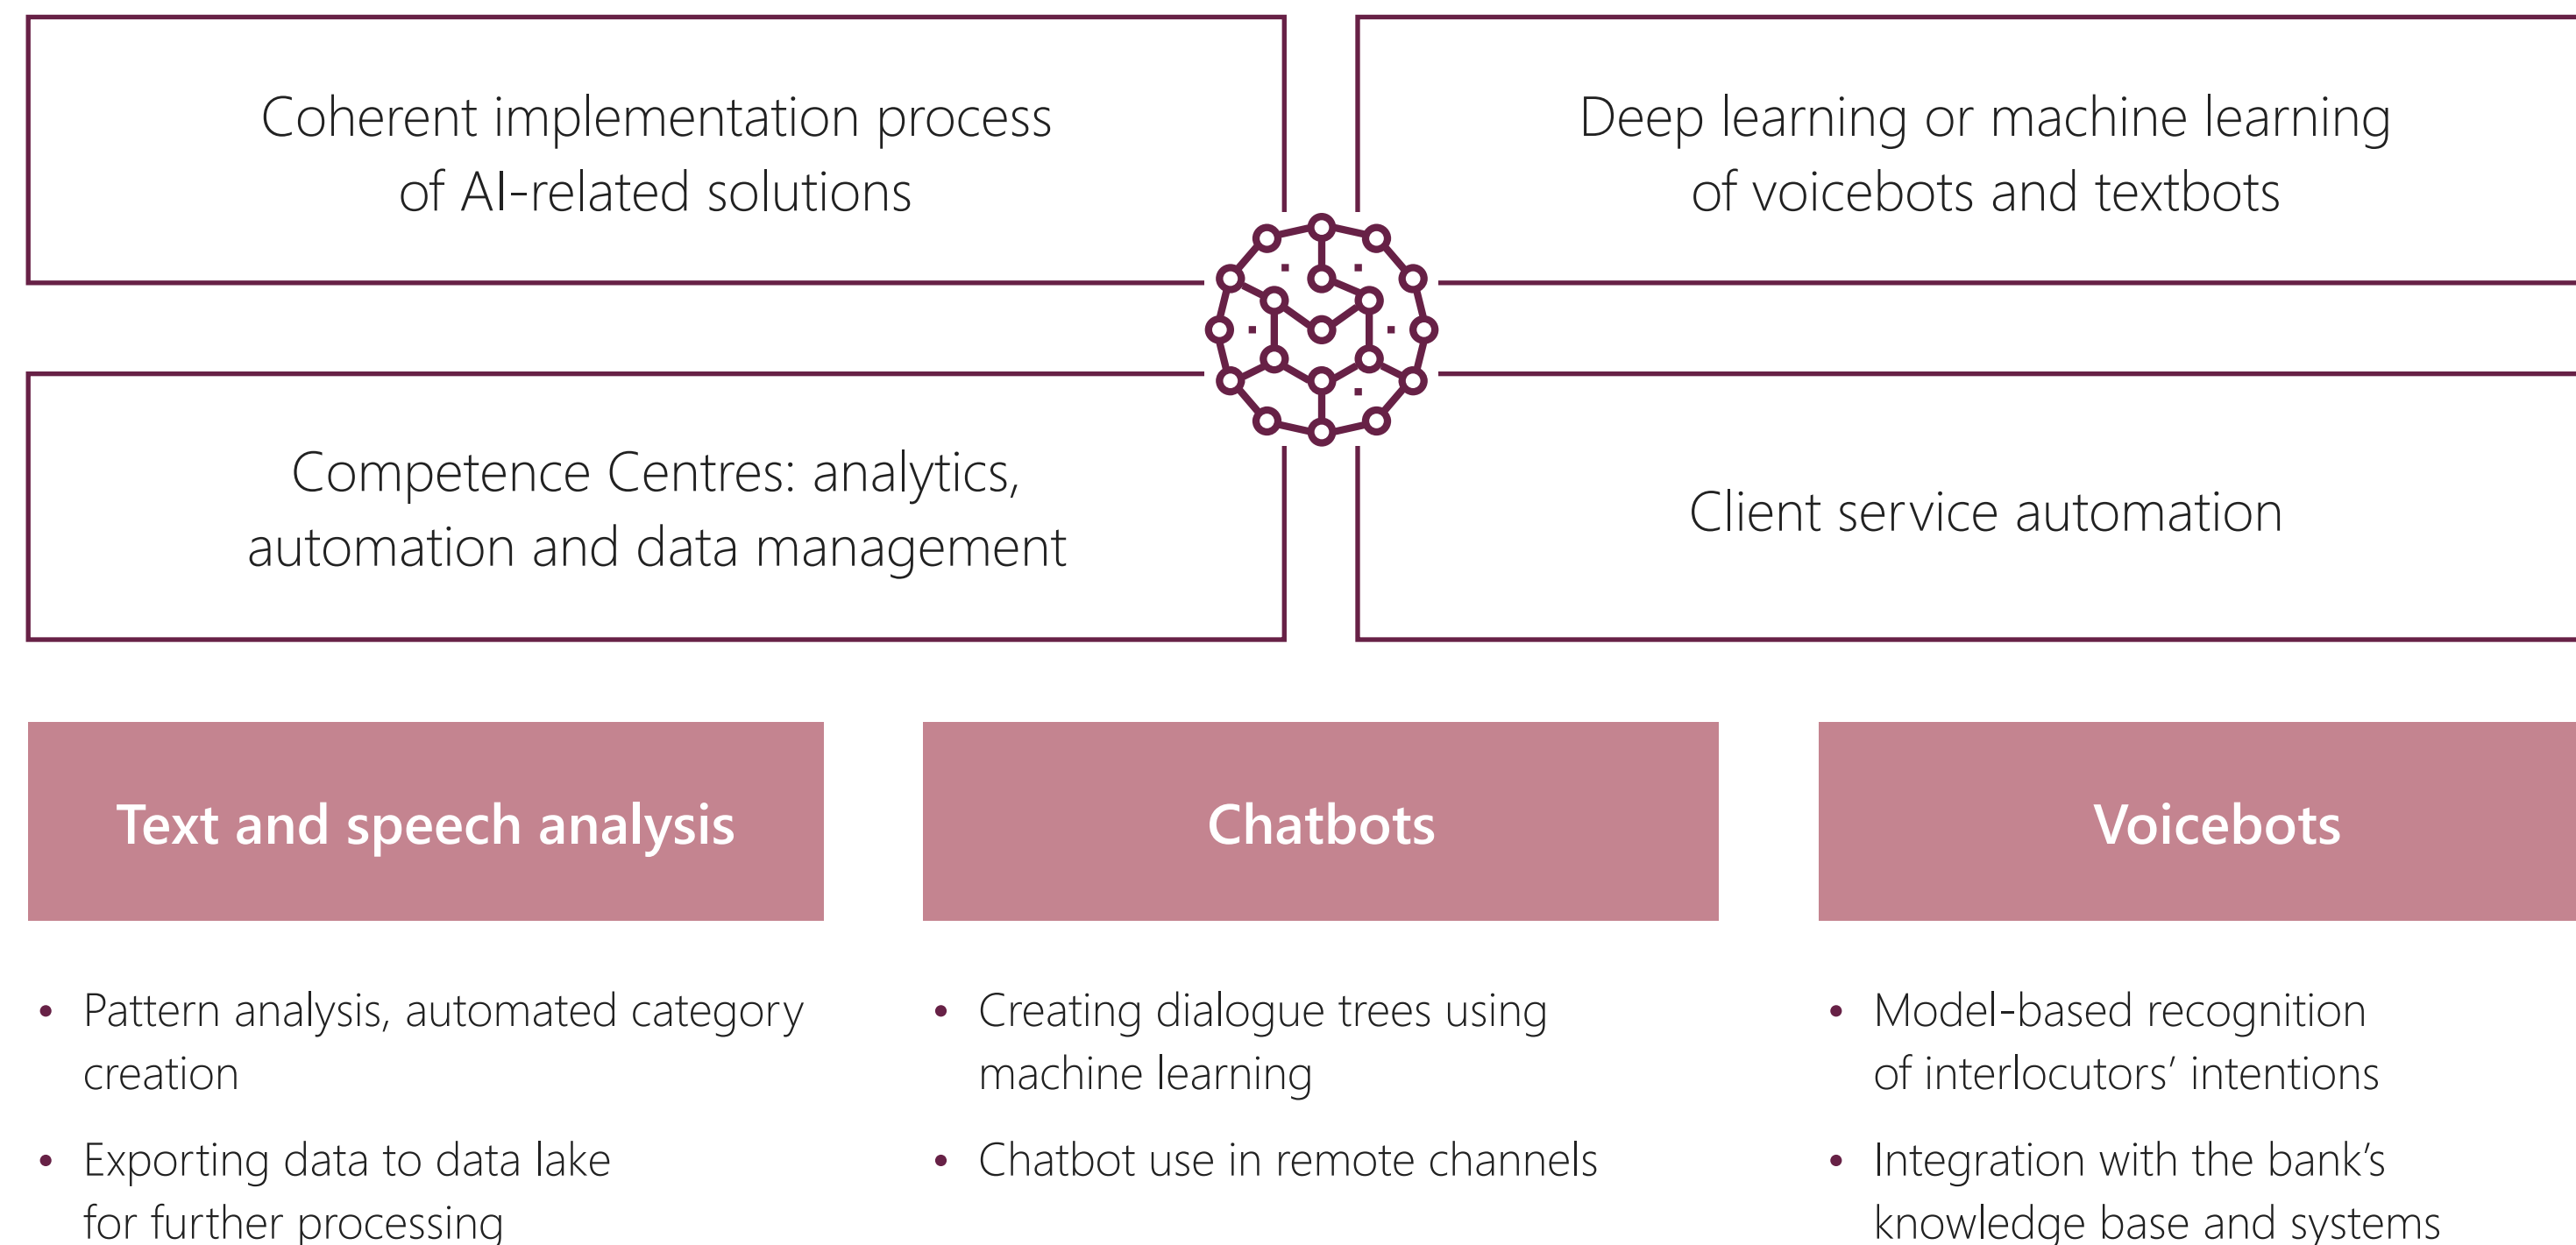 Coherent implementation process
of AI-related solutions
Deep learning or machine learning
of voicebots and textbots
Competence Centres: analytics,
automation and data management
Client service automation
Text and speech analysis
• Pattern analysis, automated category
creation
• Exporting data to data lake
for further processing
Chatbots
• Creating dialogue trees using
machine learning
• Chatbot use in remote channels
Voicebots
• Model-based recognition
of interlocutors’ intentions
• Integration with the bank’s
knowledge base and systems